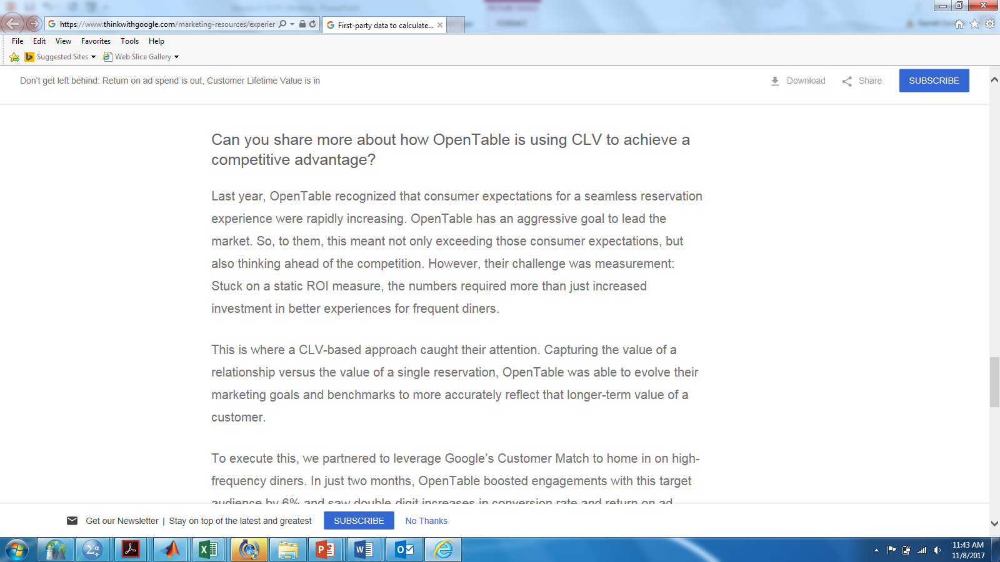 https://www.thinkwithgoogle.com/marketing-resources/experier
First-party data to calculate...
File Edit View Favorites Tools Help
Suggested Sites Web Slice Gallery
Don't get left behind: Return on ad spend is out, Customer Lifetime Value is in
Download Share SUBSCRIBE
Can you share more about how OpenTable is using CLV to achieve a
competitive advantage?
Last year, OpenTable recognized that consumer expectations for a seamless reservation
experience were rapidly increasing. OpenTable has an aggressive goal to lead the
market. So, to them, this meant not only exceeding those consumer expectations, but
also thinking ahead of the competition. However, their challenge was measurement:
Stuck on a static ROI measure, the numbers required more than just increased
investment in better experiences for frequent diners.
This is where a CLV-based approach caught their attention. Capturing the value of a
relationship versus the value of a single reservation, OpenTable was able to evolve their
marketing goals and benchmarks to more accurately reflect that longer-term value of a
customer.
To execute this, we partnered to leverage Google's Customer Match to home in on high-
frequency diners. In just two months, OpenTable boosted engagements with this target
audience by 6% and saw double digit increases in conversion rate and return on ad
Get our Newsletter | Stay on top of the latest and greatest SUBSCRIBE No Thanks
11:43 AM
11/8/2017